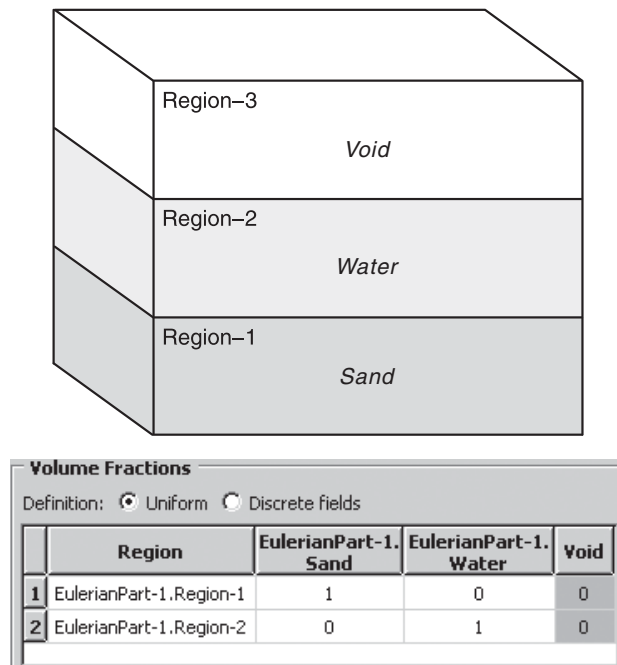 Region–3
Void
Region–2
Water
Region–1
Sand
Volume Fractions
Definition: Uniform Discrete fields
Region EulerianPart-1. Sand EulerianPart-1. Water Void
1 EulerianPart-1.Region-1 1 0 0
2 EulerianPart-1.Region-2 0 1 0